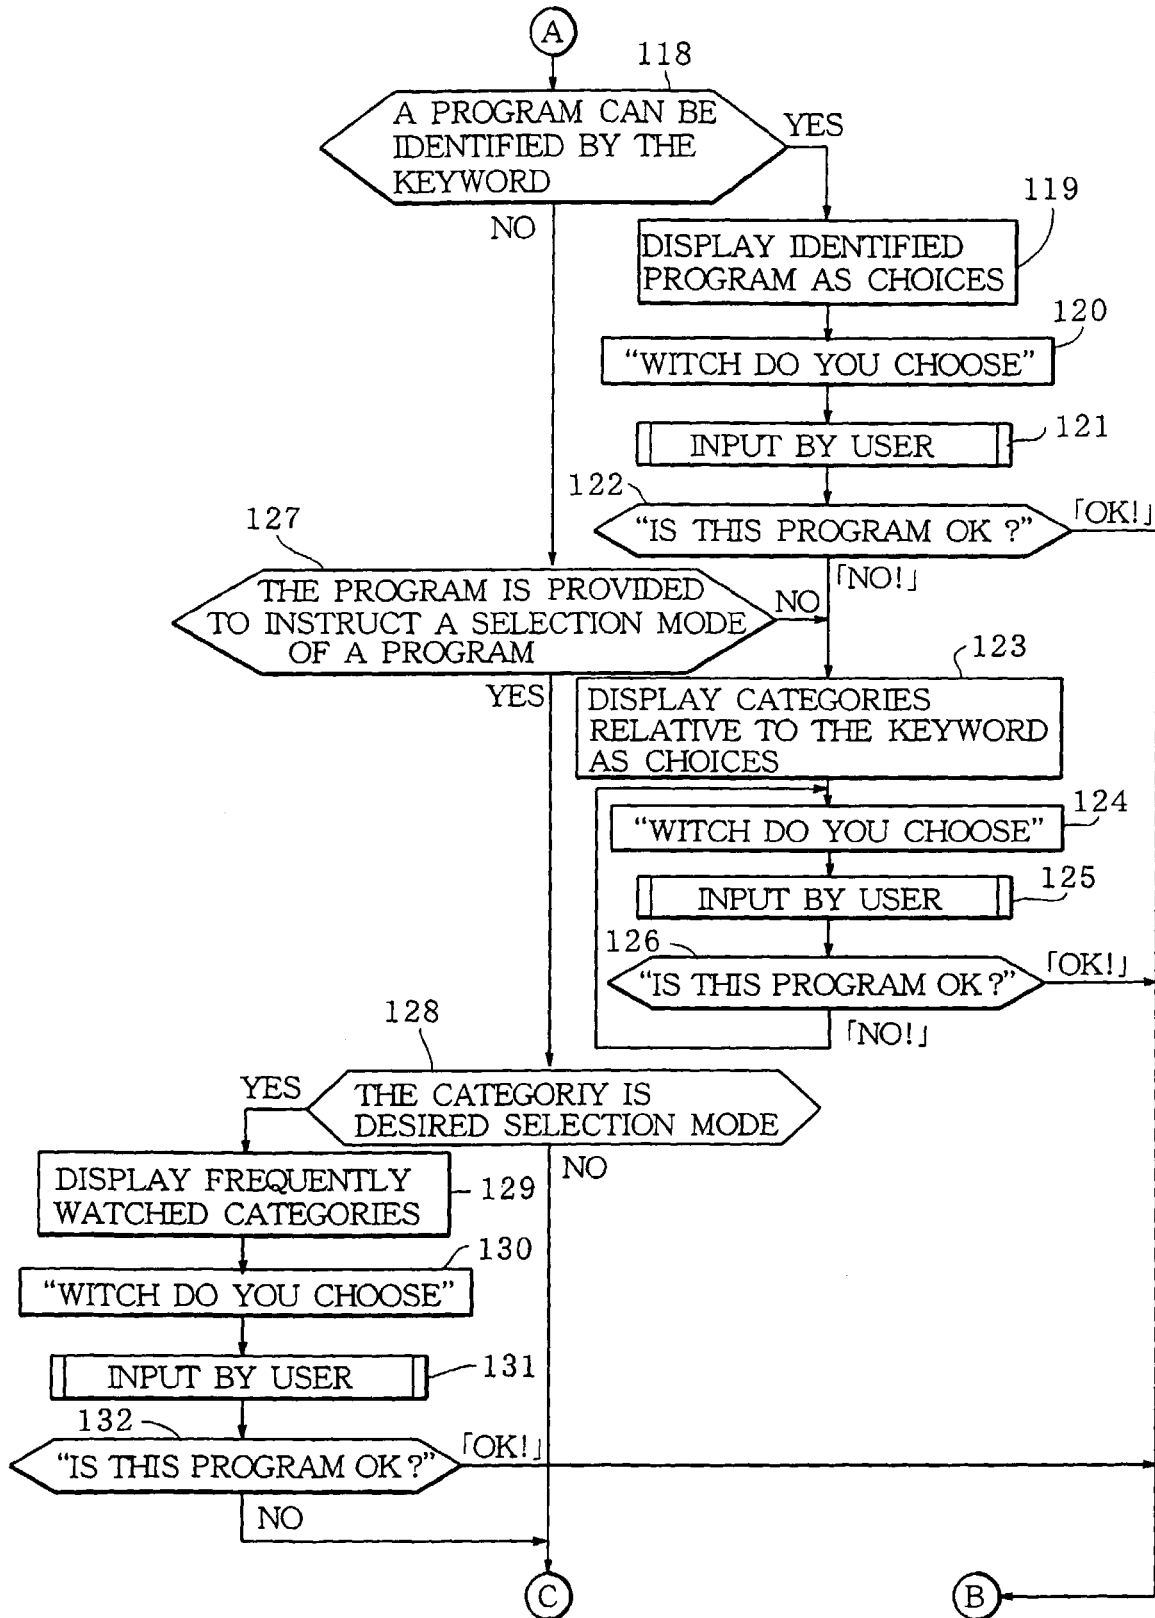 A
118
A PROGRAM CAN BE
IDENTIFIED BY THE
KEYWORD
YES
NO
119
DISPLAY IDENTIFIED
PROGRAM AS CHOICES
120
“WITCH DO YOU CHOOSE”
INPUT BY USER
121
122
“IS THIS PROGRAM OK ?”
「OK!」
「NO!」
127
THE PROGRAM IS PROVIDED
TO INSTRUCT A SELECTION MODE
OF A PROGRAM
NO
YES
123
DISPLAY CATEGORIES
RELATIVE TO THE KEYWORD
AS CHOICES
124
“WITCH DO YOU CHOOSE”
INPUT BY USER
125
126
“IS THIS PROGRAM OK ?”
「OK!」
「NO!」
128
THE CATEGORIY IS
DESIRED SELECTION MODE
YES
NO
DISPLAY FREQUENTLY
WATCHED CATEGORIES
129
130
“WITCH DO YOU CHOOSE”
INPUT BY USER
131
132
“IS THIS PROGRAM OK ?”
「OK!」
NO
C
B